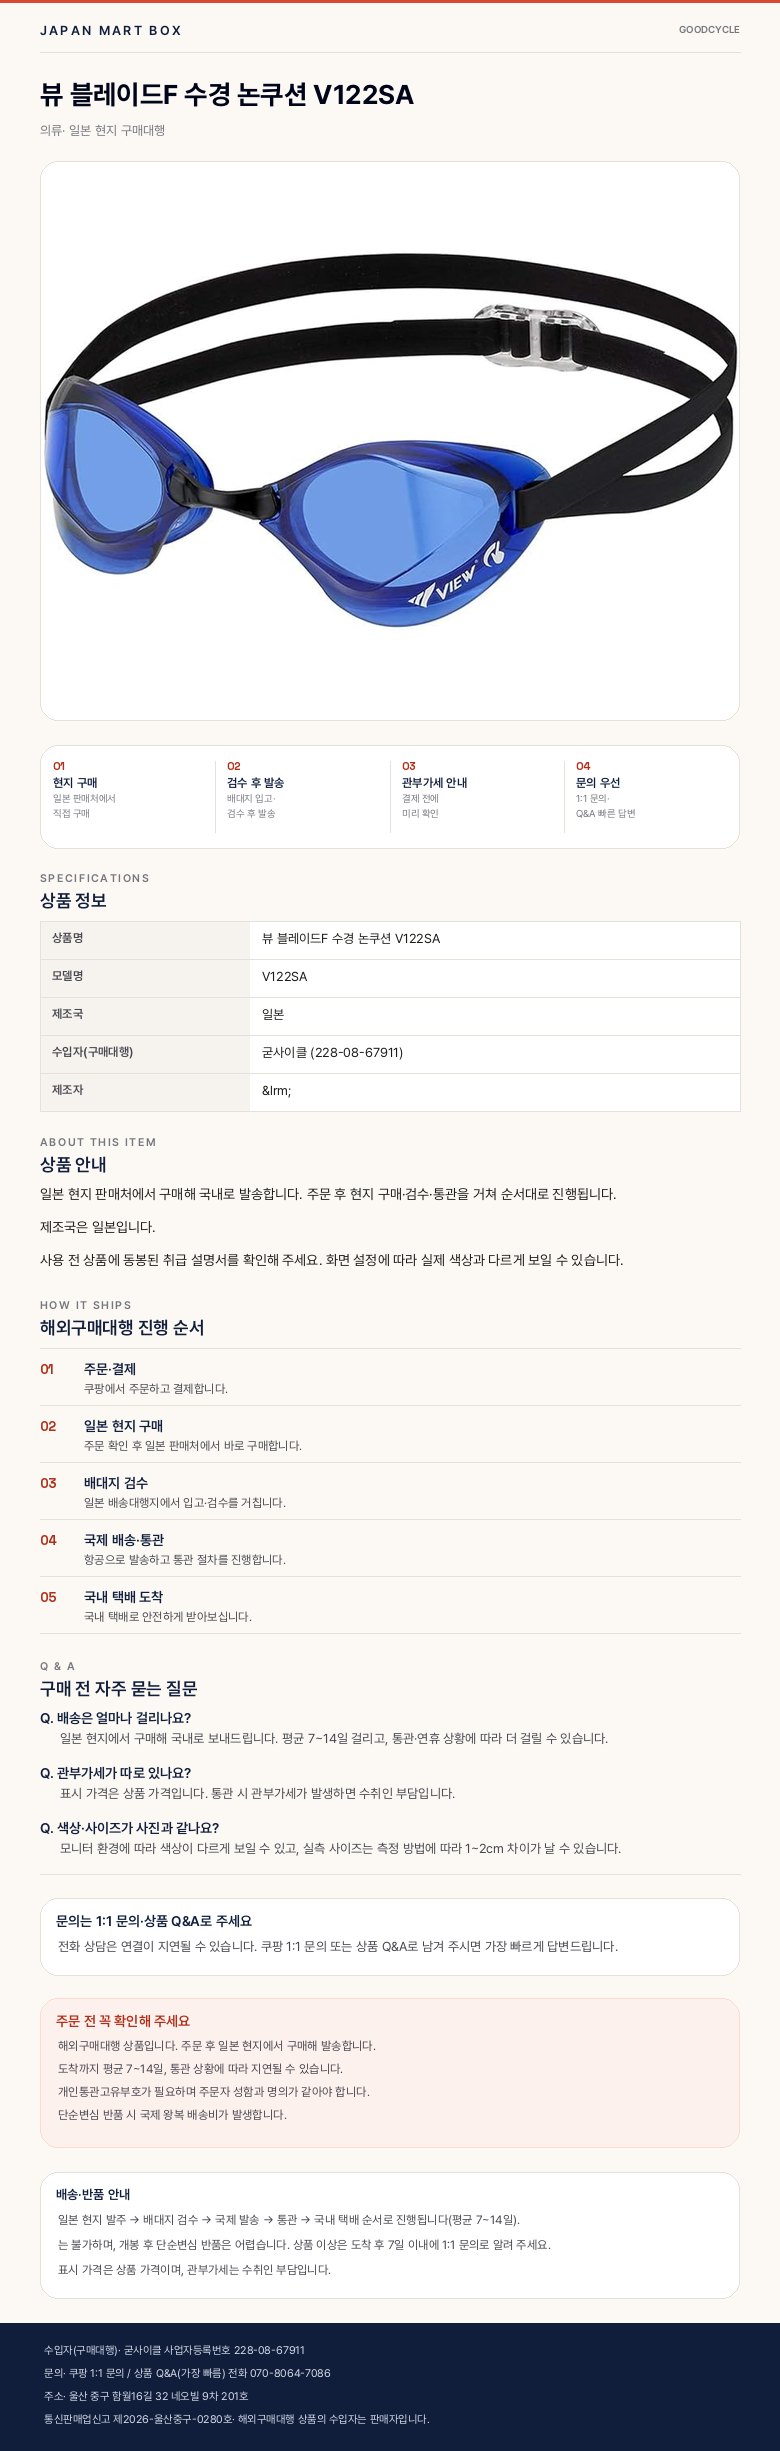 JAPAN MART BOX
GOODCYCLE
뷰 블레이드F 수경 논쿠션 V122SA
의류· 일본 현지 구매대행
VIEW
01
현지 구매
일본 판매처에서
직접 구매
02
검수 후 발송
배대지 입고·
검수 후 발송
03
관부가세 안내
결제 전에
미리 확인
04
문의 우선
1:1 문의·
Q&A 빠른 답변
SPECIFICATIONS
상품 정보
상품명 뷰 블레이드F 수경 논쿠션 V122SA
모델명 V122SA
제조국 일본
수입자(구매대행) 굳사이클 (228-08-67911)
제조자 &lrm;
ABOUT THIS ITEM
상품 안내
일본 현지 판매처에서 구매해 국내로 발송합니다. 주문 후 현지 구매·검수·통관을 거쳐 순서대로 진행됩니다.
제조국은 일본입니다.
사용 전 상품에 동봉된 취급 설명서를 확인해 주세요. 화면 설정에 따라 실제 색상과 다르게 보일 수 있습니다.
HOW IT SHIPS
해외구매대행 진행 순서
01 주문·결제
쿠팡에서 주문하고 결제합니다.
02 일본 현지 구매
주문 확인 후 일본 판매처에서 바로 구매합니다.
03 배대지 검수
일본 배송대행지에서 입고·검수를 거칩니다.
04 국제 배송·통관
항공으로 발송하고 통관 절차를 진행합니다.
05 국내 택배 도착
국내 택배로 안전하게 받아보십니다.
Q & A
구매 전 자주 묻는 질문
Q. 배송은 얼마나 걸리나요?
일본 현지에서 구매해 국내로 보내드립니다. 평균 7~14일 걸리고, 통관·연휴 상황에 따라 더 걸릴 수 있습니다.
Q. 관부가세가 따로 있나요?
표시 가격은 상품 가격입니다. 통관 시 관부가세가 발생하면 수취인 부담입니다.
Q. 색상·사이즈가 사진과 같나요?
모니터 환경에 따라 색상이 다르게 보일 수 있고, 실측 사이즈는 측정 방법에 따라 1~2cm 차이가 날 수 있습니다.
문의는 1:1 문의·상품 Q&A로 주세요
전화 상담은 연결이 지연될 수 있습니다. 쿠팡 1:1 문의 또는 상품 Q&A로 남겨 주시면 가장 빠르게 답변드립니다.
주문 전 꼭 확인해 주세요
해외구매대행 상품입니다. 주문 후 일본 현지에서 구매해 발송합니다.
도착까지 평균 7~14일, 통관 상황에 따라 지연될 수 있습니다.
개인통관고유부호가 필요하며 주문자 성함과 명의가 같아야 합니다.
단순변심 반품 시 국제 왕복 배송비가 발생합니다.
배송·반품 안내
일본 현지 발주 → 배대지 검수 → 국제 발송 → 통관 → 국내 택배 순서로 진행됩니다(평균 7~14일).
는 불가하며, 개봉 후 단순변심 반품은 어렵습니다. 상품 이상은 도착 후 7일 이내에 1:1 문의로 알려 주세요.
표시 가격은 상품 가격이며, 관부가세는 수취인 부담입니다.
수입자(구매대행)· 굳사이클 사업자등록번호 228-08-67911
문의· 쿠팡 1:1 문의 / 상품 Q&A(가장 빠름) 전화 070-8064-7086
주소· 울산 중구 함월16길 32 네오빌 9차 201호
통신판매업신고 제2026-울산중구-0280호· 해외구매대행 상품의 수입자는 판매자입니다.